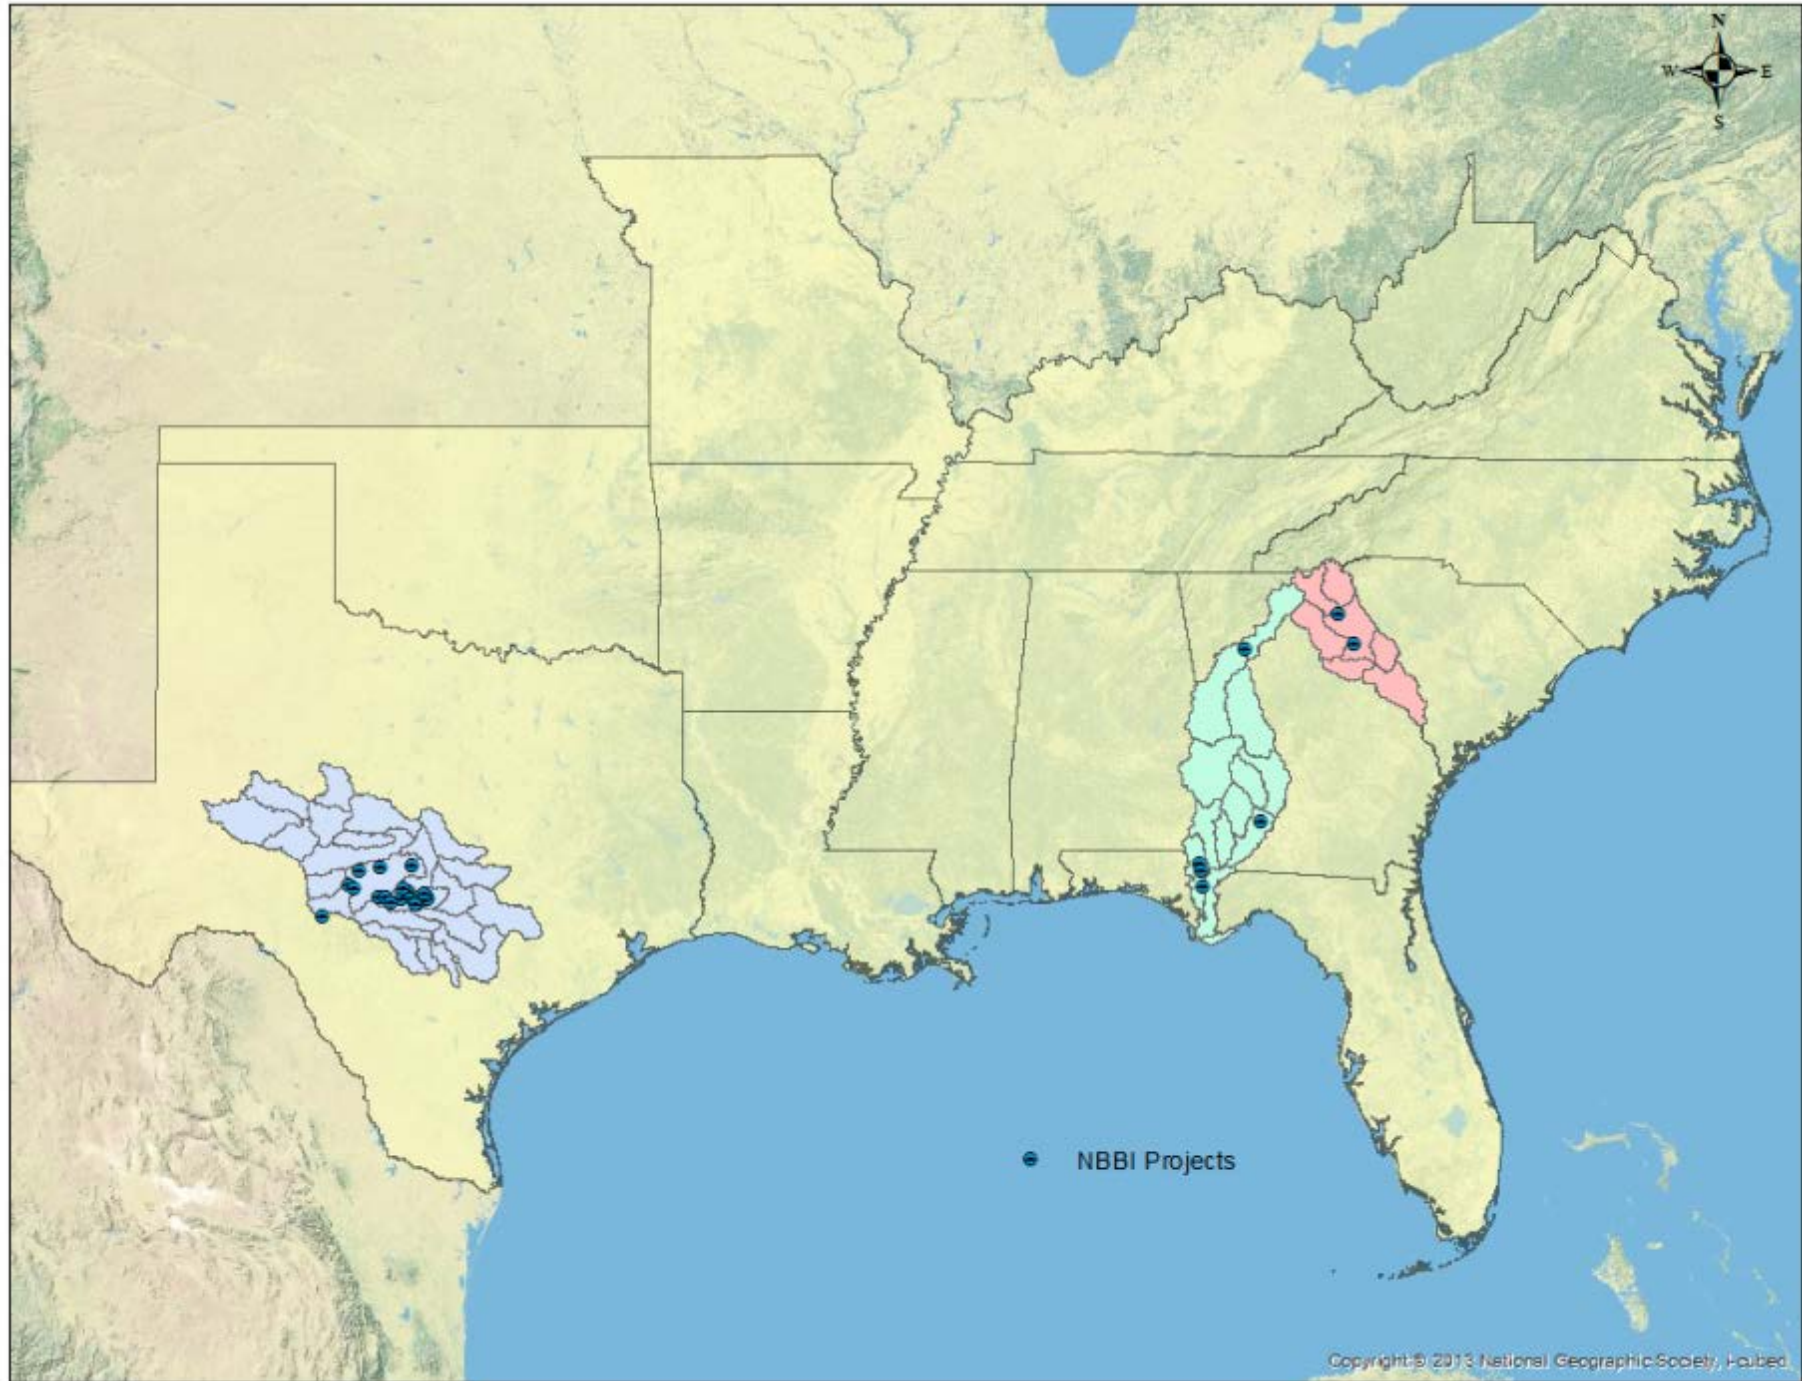 N
W E
S
NBBI Projects
Copyright:© 2013 National Geographic Society, i-cubed